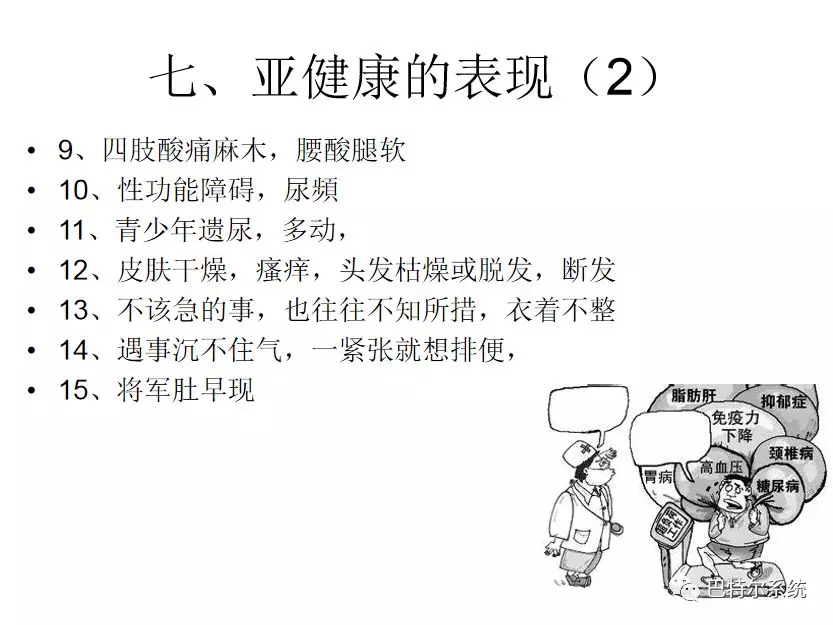 七、亚健康的表现（2）
• 9、四肢酸痛麻木，腰酸腿软
• 10、性功能障碍，尿頻
• 11、青少年遗尿，多动，
• 12、皮肤干燥，瘙痒，头发枯燥或脱发，断发
• 13、不该急的事，也往往不知所措，衣着不整
• 14、遇事沉不住气，一紧张就想排便，
• 15、将军肚早现
脂肪肝
抑郁症
免疫力
下降
颈椎病
胃病
高血压
糖尿病
超负荷
工作
巴特尔系统